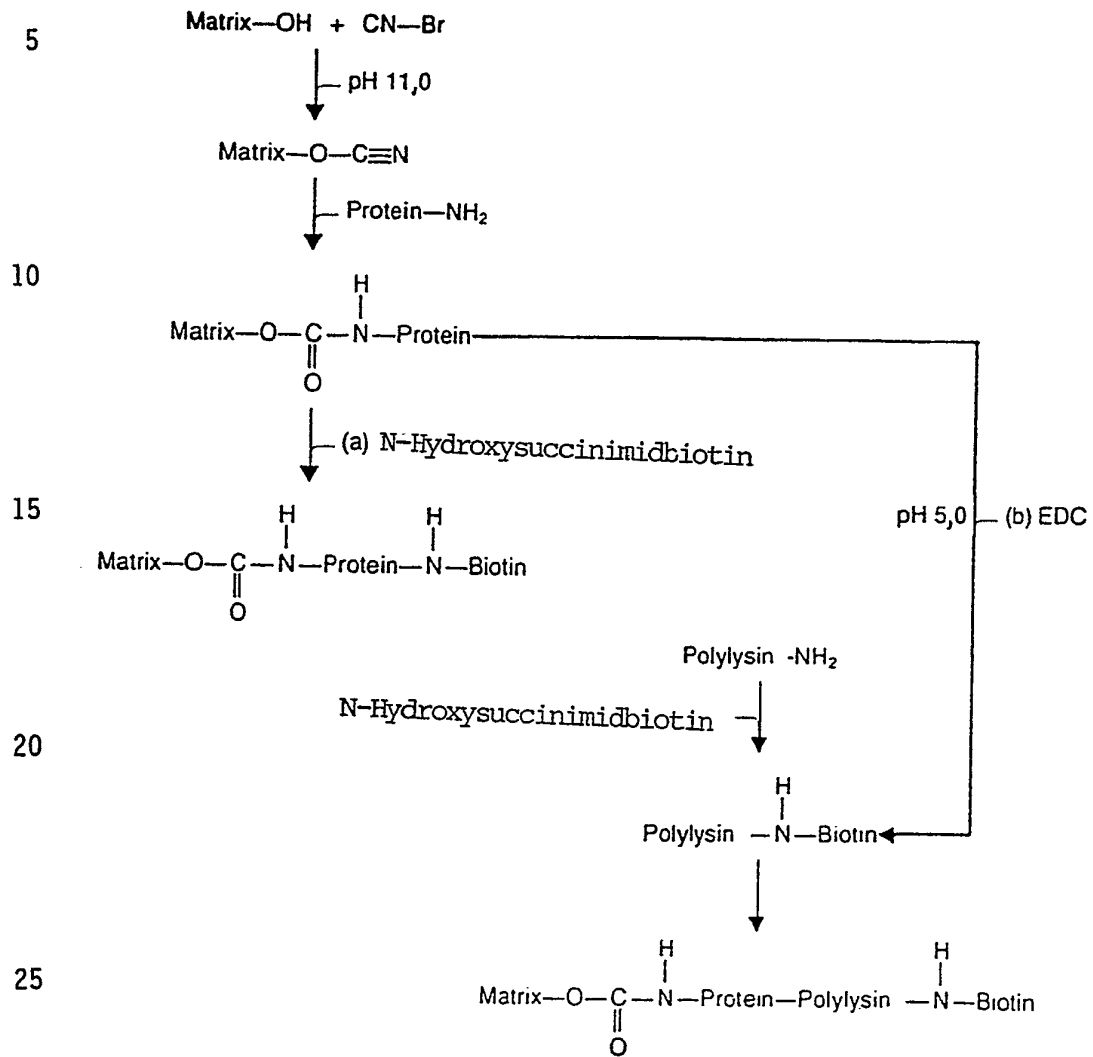 5
Matrix—OH + CN—Br
pH 11,0
Matrix—O—C≡N
Protein—NH₂
10
H
Matrix—O—C—N—Protein
O
(a) N-Hydroxysuccinimidbiotin
15
H H
pH 5,0 (b) EDC
Matrix—O—C—N—Protein—N—Biotin
O
Polylysin -NH₂
N-Hydroxysuccinimidbiotin
20
H
Polylysin —N—Biotin
25
H H
Matrix—O—C—N—Protein—Polylysin —N—Biotin
O